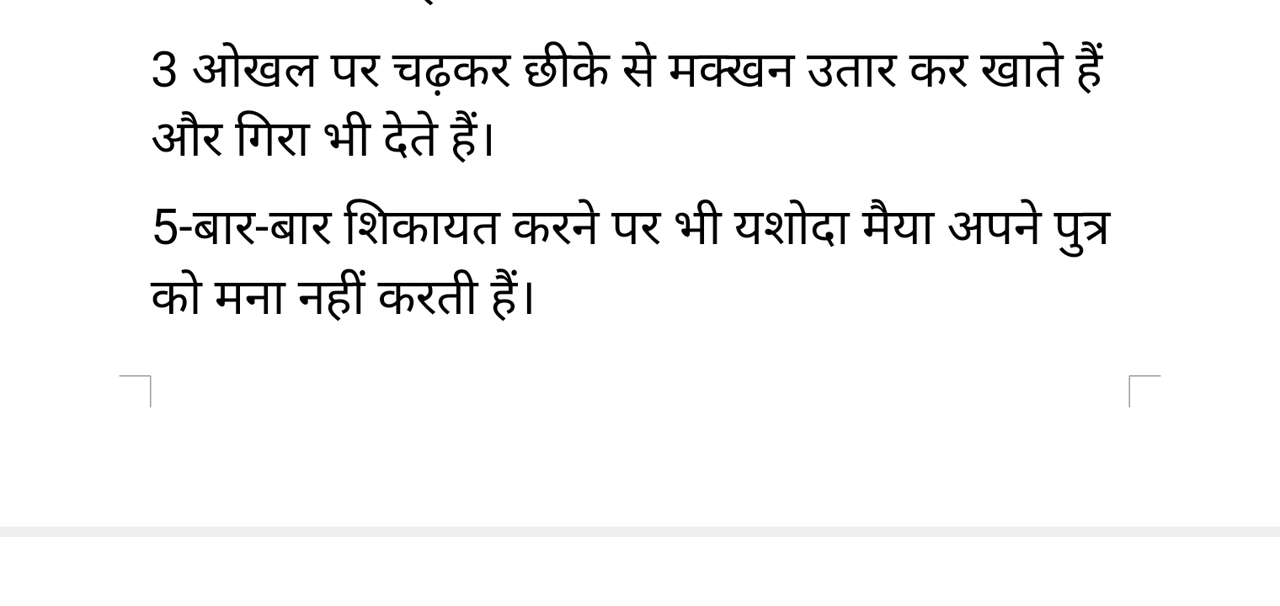 3 ओखल पर चढ़कर छीके से मक्खन उतार कर खाते हैं
और गिरा भी देते हैं।
5-बार-बार शिकायत करने पर भी यशोदा मैया अपने पुत्र
को मना नहीं करती हैं।